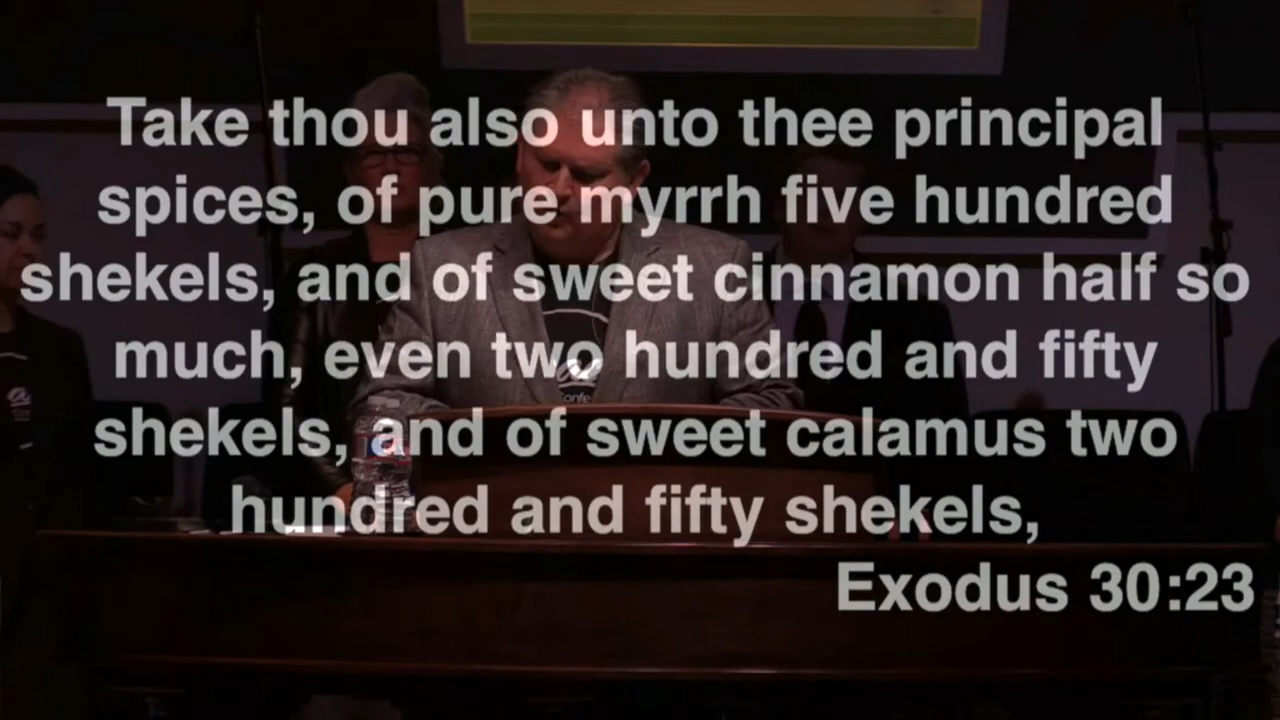 Take thou also unto thee principal
spices, of pure myrrh five hundred
shekels, and of sweet cinnamon half so
much, even two hundred and fifty
shekels, and of sweet calamus two
hundred and fifty shekels,
Exodus 30:23